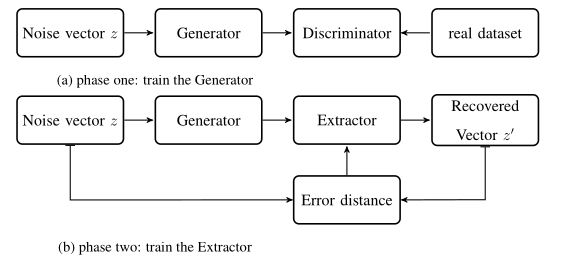 Noise vector z
Generator
Discriminator
real dataset
(a) phase one: train the Generator
Noise vector z
Generator
Extractor
Recovered
Vector z′
Error distance
(b) phase two: train the Extractor